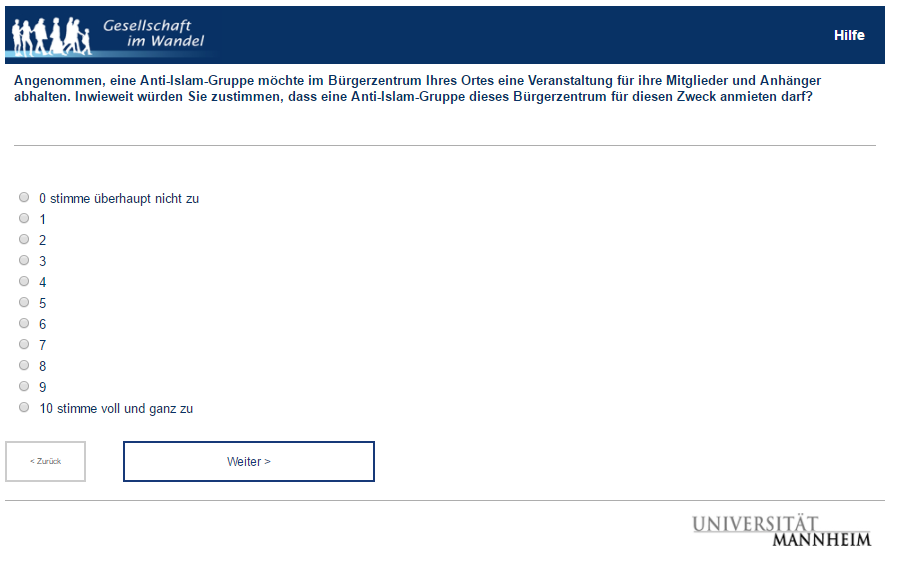 Gesellschaft
im Wandel
Hilfe
Angenommen, eine Anti-Islam-Gruppe möchte im Bürgerzentrum Ihres Ortes eine Veranstaltung für ihre Mitglieder und Anhänger
abhalten. Inwieweit würden Sie zustimmen, dass eine Anti-Islam-Gruppe dieses Bürgerzentrum für diesen Zweck anmieten darf?
0 stimme überhaupt nicht zu
1
2
3
4
5
6
7
8
9
10 stimme voll und ganz zu
< Zurück
Weiter >
UNIVERSITÄT
MANNHEIM